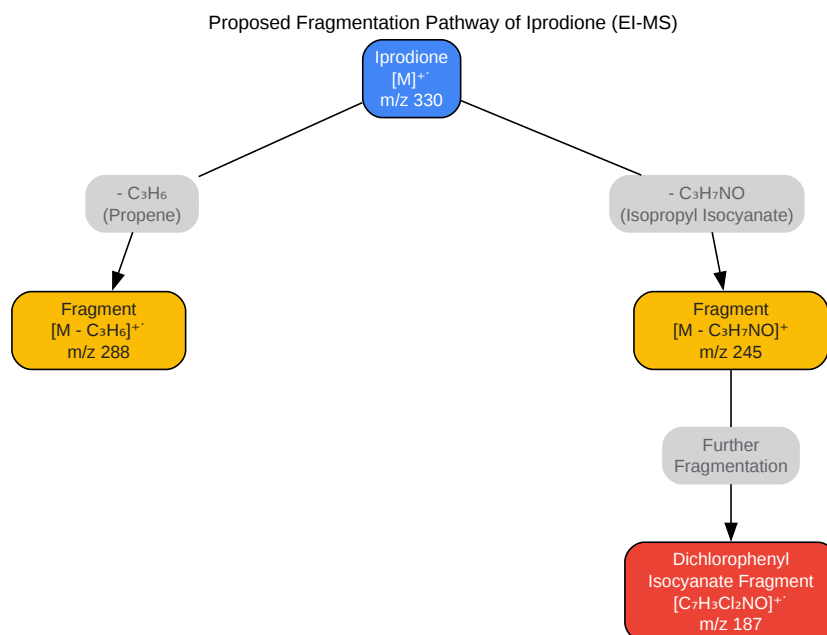 Proposed Fragmentation Pathway of Iprodione (EI-MS)
Iprodione
[M]⁺˙
m/z 330
- C₃H₆
(Propene)
- C₃H₇NO
(Isopropyl Isocyanate)
Fragment
[M - C₃H₆]⁺˙
m/z 288
Fragment
[M - C₃H₇NO]⁺
m/z 245
Further
Fragmentation
Dichlorophenyl
Isocyanate Fragment
[C₇H₃Cl₂NO]⁺˙
m/z 187